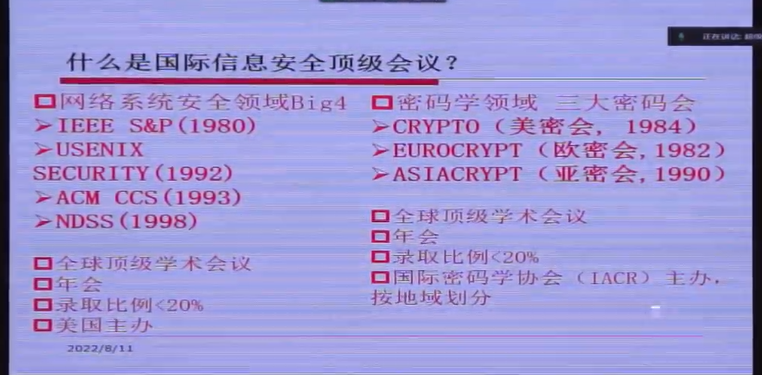 正在讲话:
什么是国际信息安全顶级会议？
☐网络系统安全领域Big4
➢IEEE S&P(1980)
➢USENIX
SECURITY(1992)
➢ACM CCS(1993)
➢NDSS(1998)
☐全球顶级学术会议
☐年会
☐录取比例<20%
☐美国主办
☐密码学领域 三大密码会
➢CRYPTO（美密会, 1984）
➢EUROCRYPT（欧密会,1982）
➢ASIACRYPT（亚密会,1990）
☐全球顶级学术会议
☐年会
☐录取比例<20%
☐国际密码学协会（IACR）主办,
按地域划分
2022/8/11